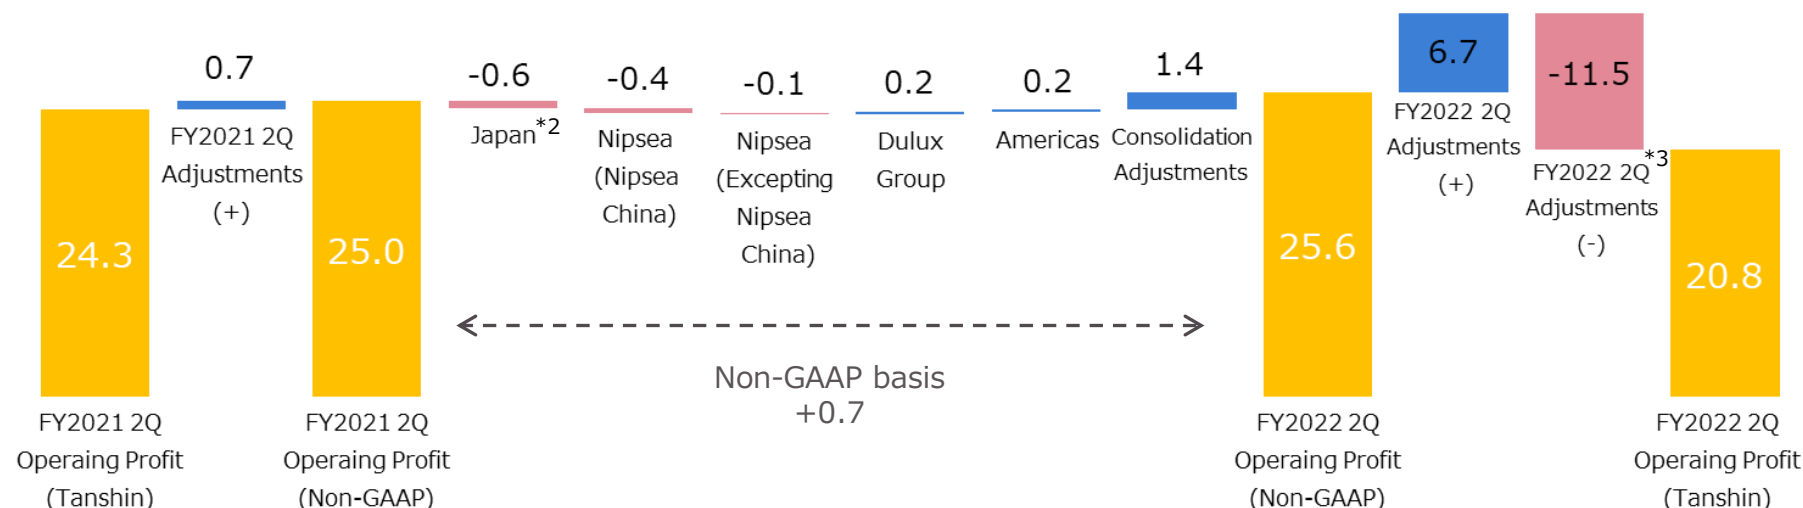 24.3
FY2021 2Q
Operaing Profit
(Tanshin)
0.7
FY2021 2Q
Adjustments
(+)
25.0
FY2021 2Q
Operaing Profit
(Non-GAAP)
-0.6
Japan*2
-0.4
Nipsea
(Nipsea
China)
-0.1
Nipsea
(Excepting
Nipsea
China)
0.2
Dulux
Group
0.2
Americas
1.4
Consolidation
Adjustments
Non-GAAP basis
+0.7
25.6
FY2022 2Q
Operaing Profit
(Non-GAAP)
6.7
FY2022 2Q
Adjustments
(+)
-11.5
FY2022 2Q*3
Adjustments
(-)
20.8
FY2022 2Q
Operaing Profit
(Tanshin)